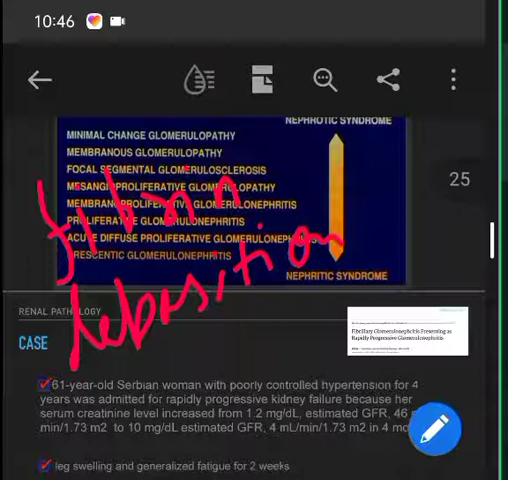 10:46
NEPHROTIC SYNDROME
MINIMAL CHANGE GLOMERULOPATHY
MEMBRANOUS GLOMERULOPATHY
FOCAL SEGMENTAL GLOMERULOSCLEROSIS
MESANGIOPROLIFERATIVE GLOMERULOPATHY
MEMBRANOPROLIFERATIVE GLOMERULONEPHRITIS
PROLIFERATIVE GLOMERULONEPHRITIS
ACUTE DIFFUSE PROLIFERATIVE GLOMERULONEPHRITIS
CRESCENTIC GLOMERULONEPHRITIS
NEPHRITIC SYNDROME
25
fibrin
debasition
RENAL PATHOLOGY
CASE
Fibrillary Glomerulonephritis Presenting as
Rapidly Progressive Glomerulonephritis
61-year-old Serbian woman with poorly controlled hypertension for 4
years was admitted for rapidly progressive kidney failure because her
serum creatinine level increased from 1.2 mg/dL, estimated GFR, 46
min/1.73 m2 to 10 mg/dL estimated GFR, 4 mL/min/1.73 m2 in 4 mo
leg swelling and generalized fatigue for 2 weeks